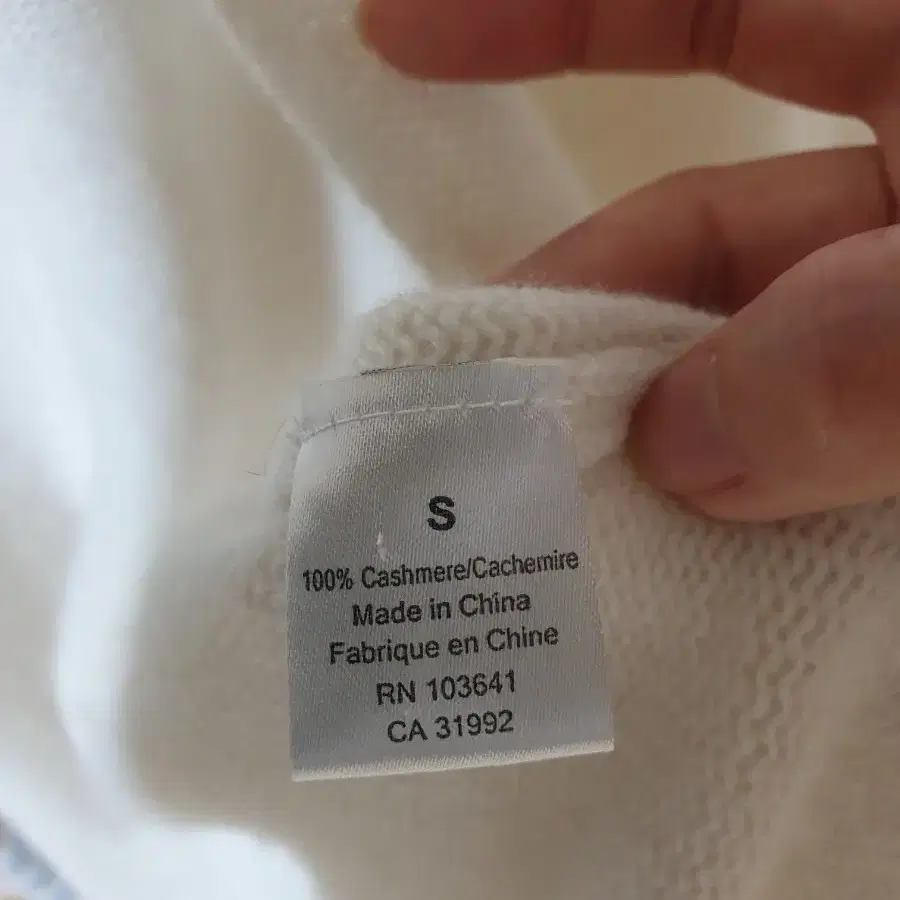 S
100% Cashmere/Cachemire
Made in China
Fabrique en Chine
RN 103641
CA 31992